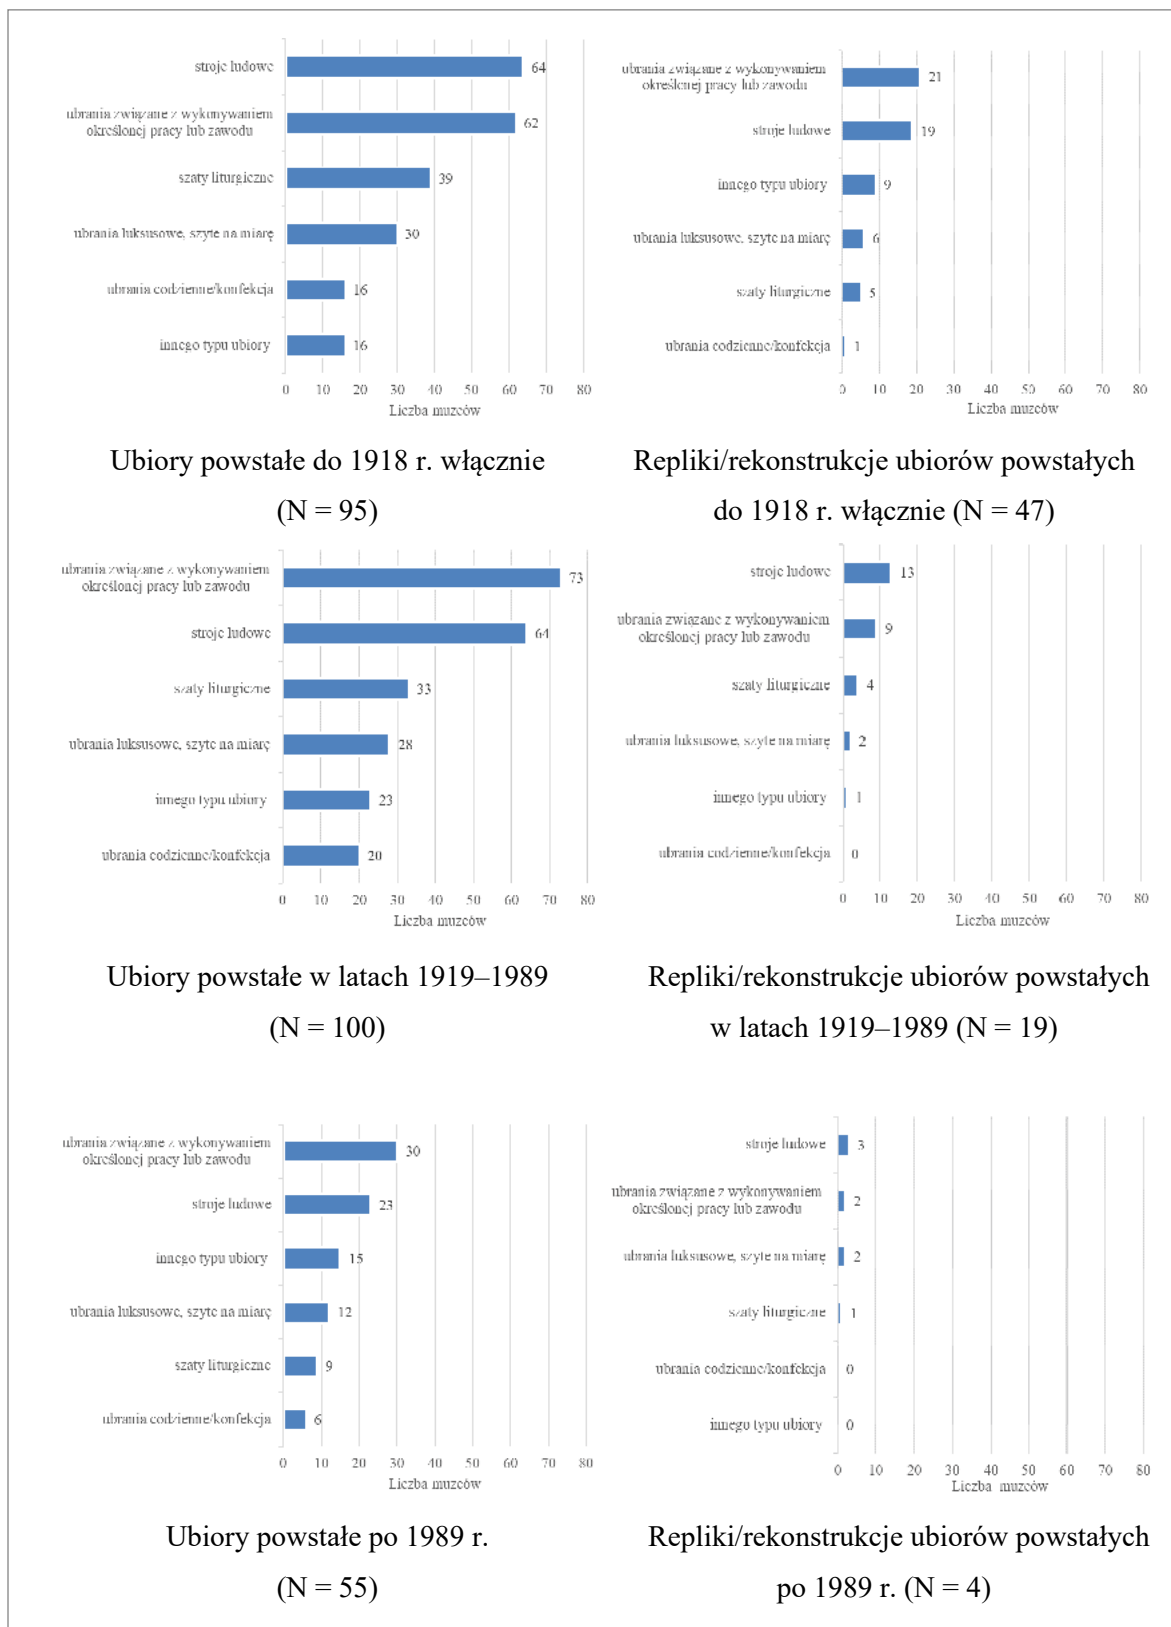 stroje ludowe
64
ubrania związane z wykonywaniem
określonej pracy lub zawodu
62
szaty liturgiczne
39
ubrania luksusowe, szyte na miarę
30
ubrania codzienne/konfekcja
16
innego typu ubiory
16
0 10 20 30 40 50 60 70 80
Liczba muzeów
Ubiory powstałe do 1918 r. włącznie
(N = 95)
ubrania związane z wykonywaniem
określonej pracy lub zawodu
21
stroje ludowe
19
innego typu ubiory
9
ubrania luksusowe, szyte na miarę
6
szaty liturgiczne
5
ubrania codzienne/konfekcja
1
0 10 20 30 40 50 60 70 80
Liczba muzeów
Repliki/rekonstrukcje ubiorów powstałych
do 1918 r. włącznie (N = 47)
ubrania związane z wykonywaniem
określonej pracy lub zawodu
73
stroje ludowe
64
szaty liturgiczne
33
ubrania luksusowe, szyte na miarę
28
innego typu ubiory
23
ubrania codzienne/konfekcja
20
0 10 20 30 40 50 60 70 80
Liczba muzeów
Ubiory powstałe w latach 1919–1989
(N = 100)
stroje ludowe
13
ubrania związane z wykonywaniem
określonej pracy lub zawodu
9
szaty liturgiczne
4
ubrania luksusowe, szyte na miarę
2
innego typu ubiory
1
ubrania codzienne/konfekcja
0
0 10 20 30 40 50 60 70 80
Liczba muzeów
Repliki/rekonstrukcje ubiorów powstałych
w latach 1919–1989 (N = 19)
ubrania związane z wykonywaniem
określonej pracy lub zawodu
30
stroje ludowe
23
innego typu ubiory
15
ubrania luksusowe, szyte na miarę
12
szaty liturgiczne
9
ubrania codzienne/konfekcja
6
0 10 20 30 40 50 60 70 80
Liczba muzeów
Ubiory powstałe po 1989 r.
(N = 55)
stroje ludowe
3
ubrania związane z wykonywaniem
określonej pracy lub zawodu
2
ubrania luksusowe, szyte na miarę
2
szaty liturgiczne
1
ubrania codzienne/konfekcja
0
innego typu ubiory
0
0 10 20 30 40 50 60 70 80
Liczba muzeów
Repliki/rekonstrukcje ubiorów powstałych
po 1989 r. (N = 4)